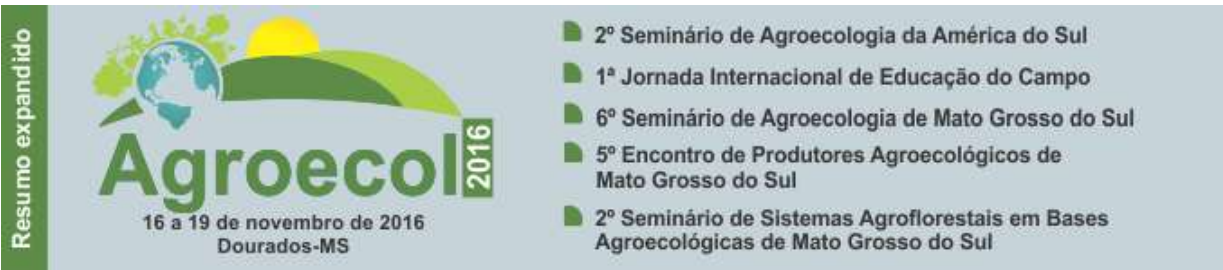 Resumo expandido
Agroecol
2016
16 a 19 de novembro de 2016
Dourados-MS
2º Seminário de Agroecologia da América do Sul
1ª Jornada Internacional de Educação do Campo
6º Seminário de Agroecologia de Mato Grosso do Sul
5º Encontro de Produtores Agroecológicos de
Mato Grosso do Sul
2º Seminário de Sistemas Agroflorestais em Bases
Agroecológicas de Mato Grosso do Sul